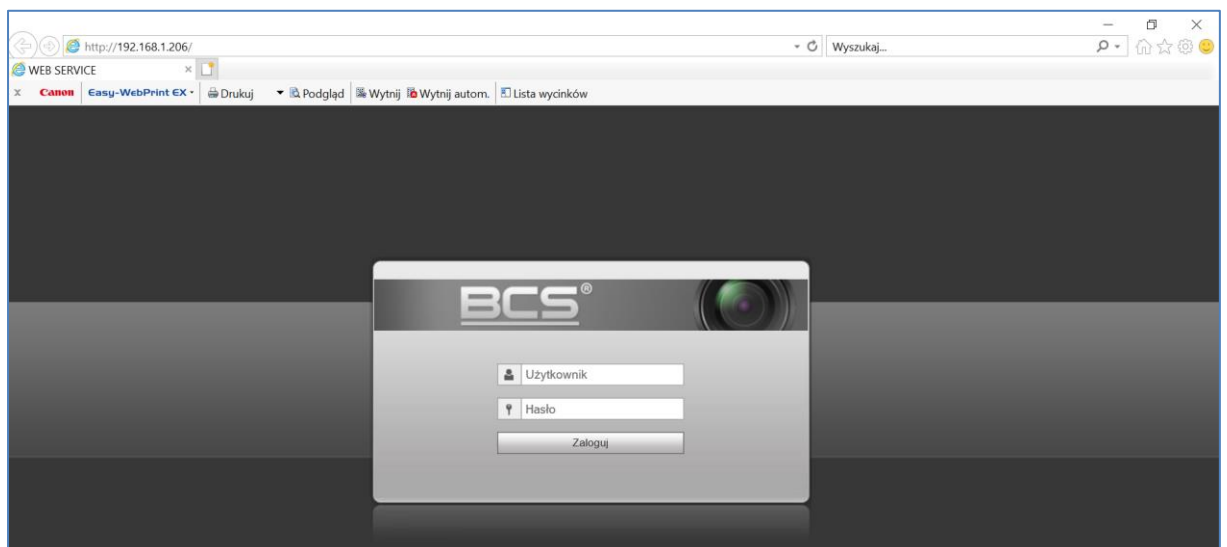 http://192.168.1.206/
Wyszukaj...
WEB SERVICE
X Canon Easy-WebPrint EX Drukuj Podgląd Wytnij Wytnij autom. Lista wycinków
BCS®
Użytkownik
Hasło
Zaloguj